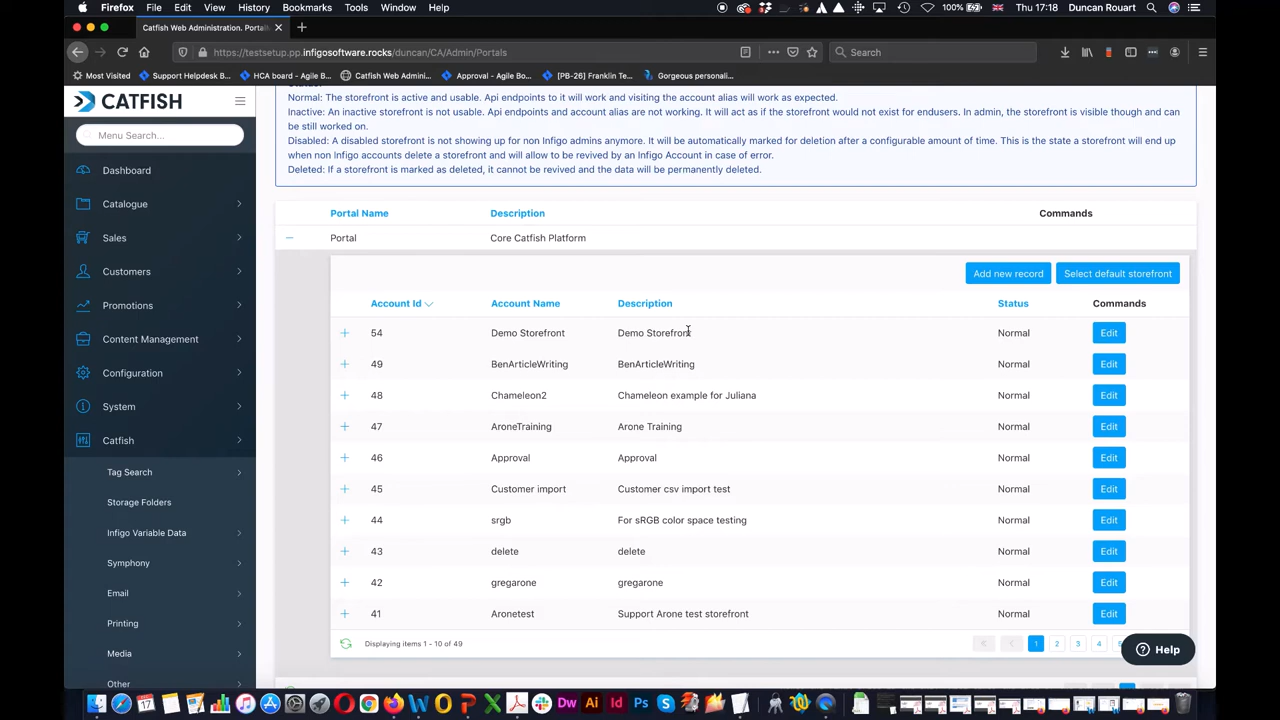 Firefox File Edit View History Bookmarks Tools Window Help 100% Thu 17:18 Duncan Rouart
Catfish Web Administration. Portal
https://testsetup.pp.infigosoftware.rocks/duncan/CA/Admin/Portals
Search
Most Visited Support Helpdesk B... HCA board - Agile B... Catfish Web Admini... Approval - Agile Bo... [PB-26] Franklin Te... Gorgeous personali...
CATFISH
Menu Search...
Dashboard
Catalogue
Sales
Customers
Promotions
Content Management
Configuration
System
Catfish
Tag Search
Storage Folders
Infigo Variable Data
Symphony
Email
Printing
Media
Other
Normal: The storefront is active and usable. Api endpoints to it will work and visiting the account alias will work as expected.
Inactive: An inactive storefront is not usable. Api endpoints and account alias are not working. It will act as if the storefront would not exist for endusers. In admin, the storefront is visible though and can
be still worked on.
Disabled: A disabled storefront is not showing up for non Infigo admins anymore. It will be automatically marked for deletion after a configurable amount of time. This is the state a storefront will end up
when non Infigo accounts delete a storefront and will allow to be revived by an Infigo Account in case of error.
Deleted: If a storefront is marked as deleted, it cannot be revived and the data will be permanently deleted.
Portal Name Description Commands
Portal Core Catfish Platform
Add new record Select default storefront
Account Id Account Name Description Status Commands
54 Demo Storefront Demo Storefront Normal Edit
49 BenArticleWriting BenArticleWriting Normal Edit
48 Chameleon2 Chameleon example for Juliana Normal Edit
47 AroneTraining Arone Training Normal Edit
46 Approval Approval Normal Edit
45 Customer import Customer csv import test Normal Edit
44 srgb For sRGB color space testing Normal Edit
43 delete delete Normal Edit
42 gregarone gregarone Normal Edit
41 Aronetest Support Arone test storefront Normal Edit
Displaying items 1 - 10 of 49 1 2 3 4
Help